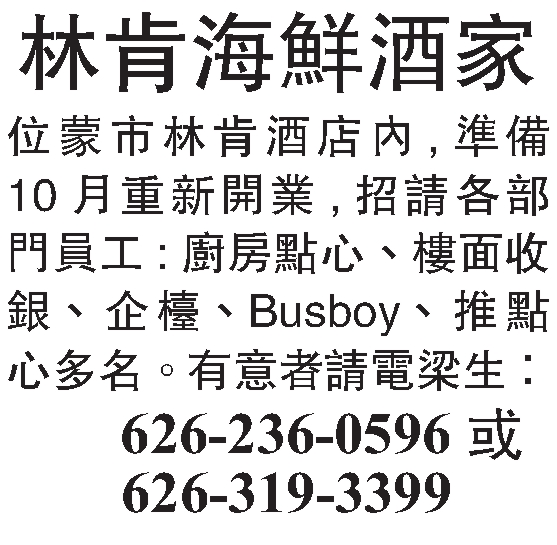 林肯海鮮酒家
位蒙市林肯酒店內,準備
10月重新開業,招請各部
門員工:廚房點心、樓面收
銀、企檯、Busboy、推點
心多名。有意者請電梁生:
626-236-0596 或
626-319-3399